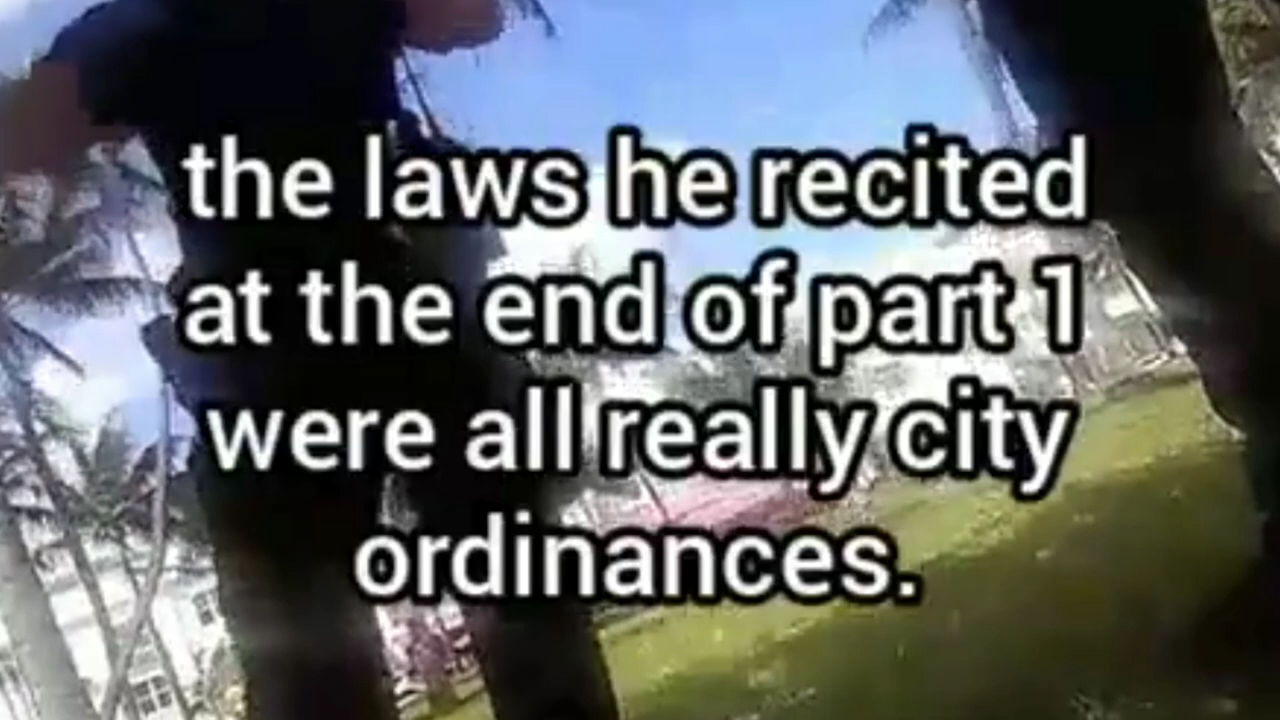 the laws he recited
at the end of part 1
were all really city
ordinances.